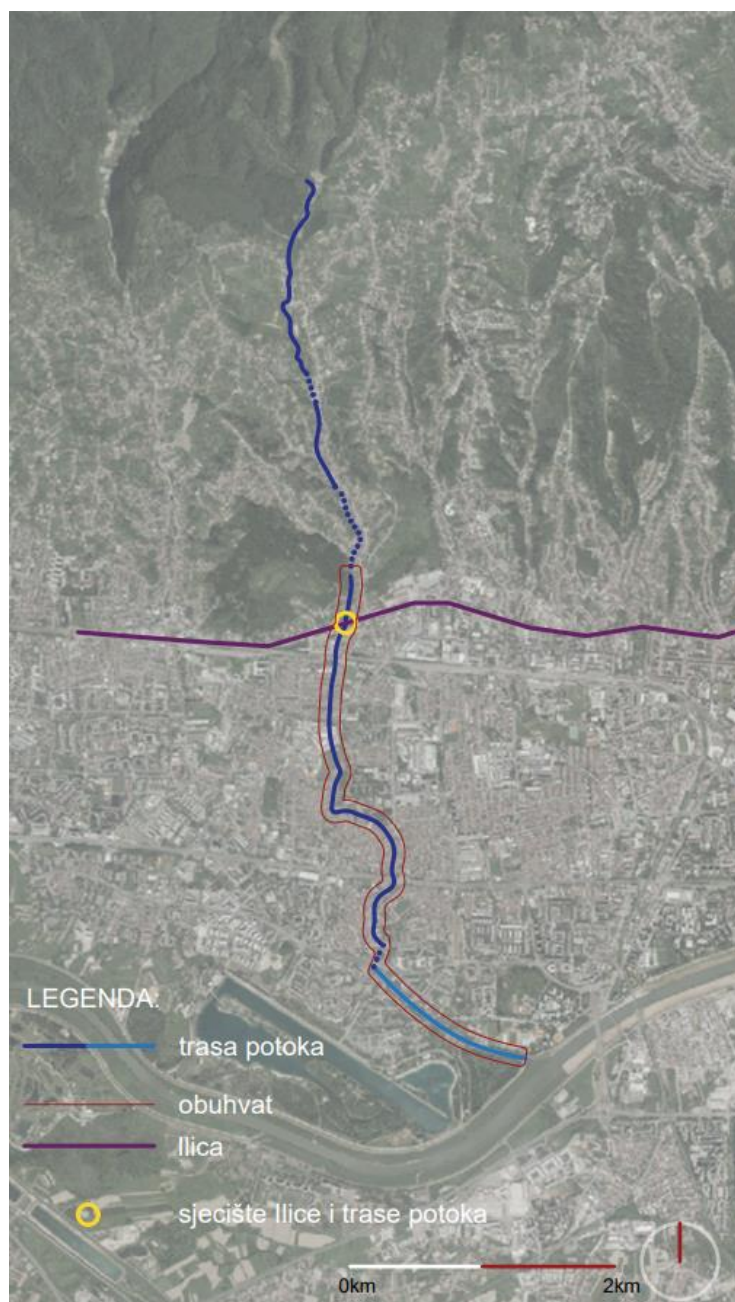 LEGENDA:
trasa potoka
obuhvat
Ilica
sjecište Ilice i trase potoka
0km 2km